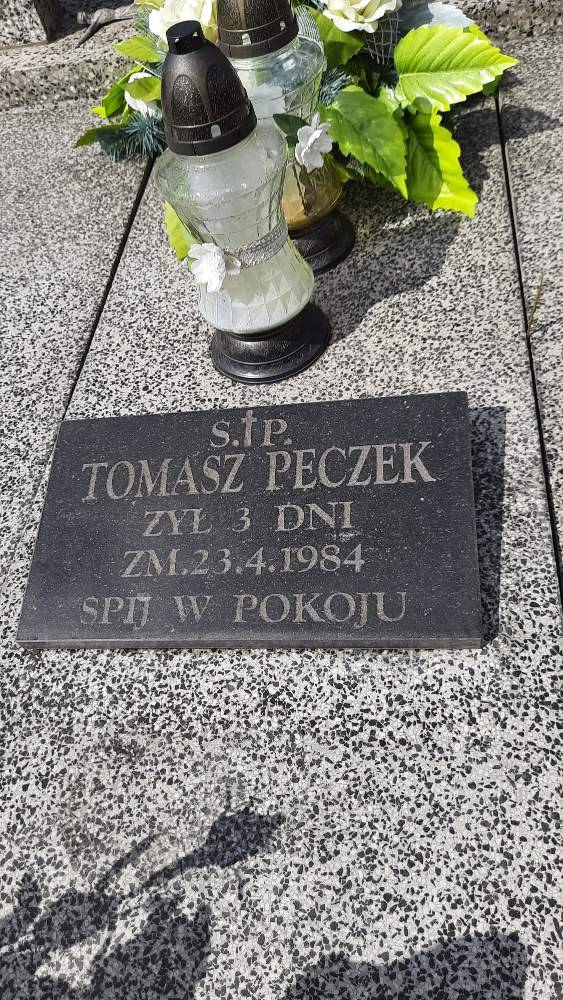 S.†P.
TOMASZ PECZEK
ŻYŁ 3 DNI
ZM.23.4.1984
ŚPIJ W POKOJU